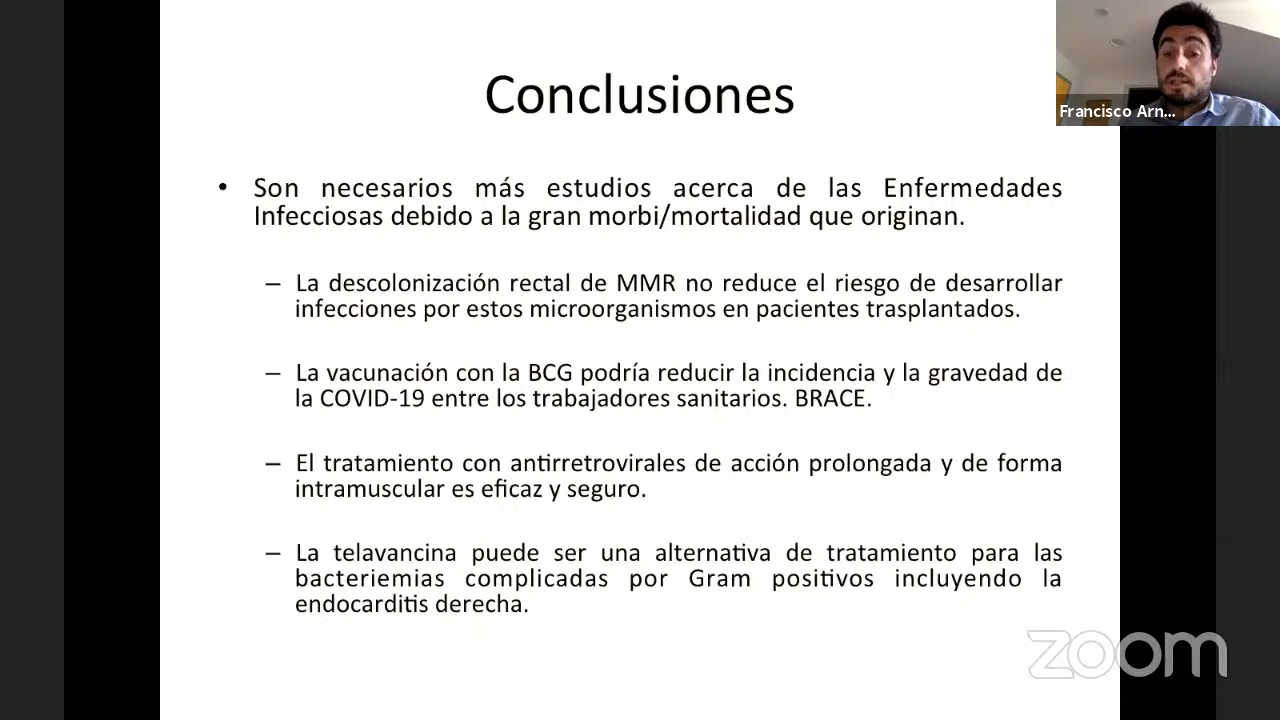 Conclusiones
Francisco Arn...
• Son necesarios más estudios acerca de las Enfermedades
Infecciosas debido a la gran morbi/mortalidad que originan.
– La descolonización rectal de MMR no reduce el riesgo de desarrollar
infecciones por estos microorganismos en pacientes trasplantados.
– La vacunación con la BCG podría reducir la incidencia y la gravedad de
la COVID-19 entre los trabajadores sanitarios. BRACE.
– El tratamiento con antirretrovirales de acción prolongada y de forma
intramuscular es eficaz y seguro.
– La telavancina puede ser una alternativa de tratamiento para las
bacteriemias complicadas por Gram positivos incluyendo la
endocarditis derecha.
zoom